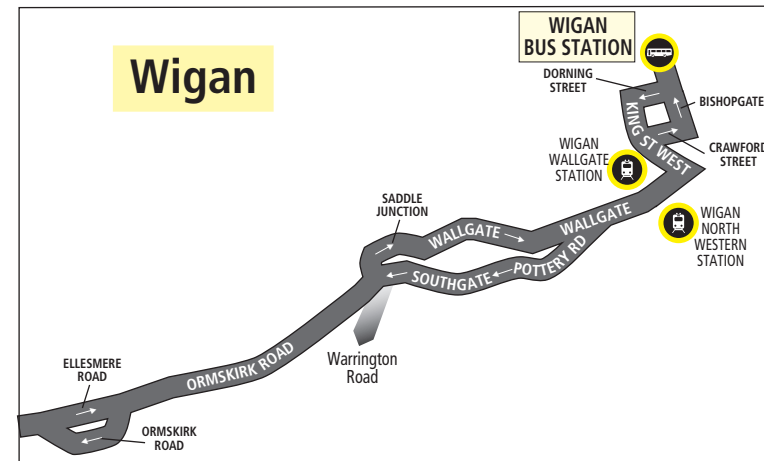 Wigan
WIGAN
BUS STATION
DORNING
STREET
BISHOPGATE
KING ST WEST
CRAWFORD
STREET
WIGAN
WALLGATE
STATION
WIGAN
NORTH
WESTERN
STATION
SADDLE
JUNCTION
WALLGATE
WALLGATE
SOUTHGATE
POTTERY RD
Warrington
Road
ORMSKIRK ROAD
ELLESMERE
ROAD
ORMSKIRK
ROAD